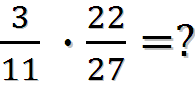 3/11 · 22/27 = ?